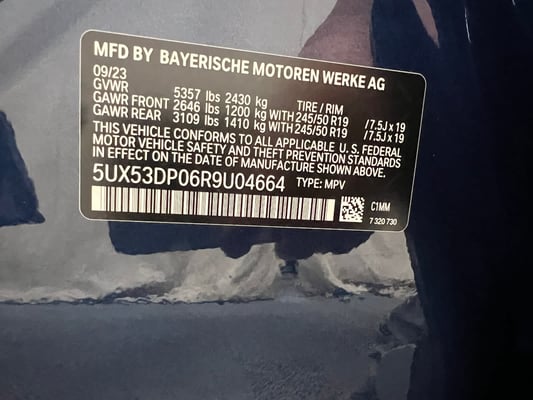 MFD BY BAYERISCHE MOTOREN WERKE AG
09/23
GVWR 5357 lbs 2430 kg TIRE / RIM
GAWR FRONT 2646 lbs 1200 kg WITH 245/50 R19 / 7.5J x 19
GAWR REAR 3109 lbs 1410 kg WITH 245/50 R19 / 7.5J x 19
THIS VEHICLE CONFORMS TO ALL APPLICABLE U. S. FEDERAL
MOTOR VEHICLE SAFETY AND THEFT PREVENTION STANDARDS
IN EFFECT ON THE DATE OF MANUFACTURE SHOWN ABOVE.
5UX53DP06R9U04664 TYPE: MPV
C1MM
7 320 730